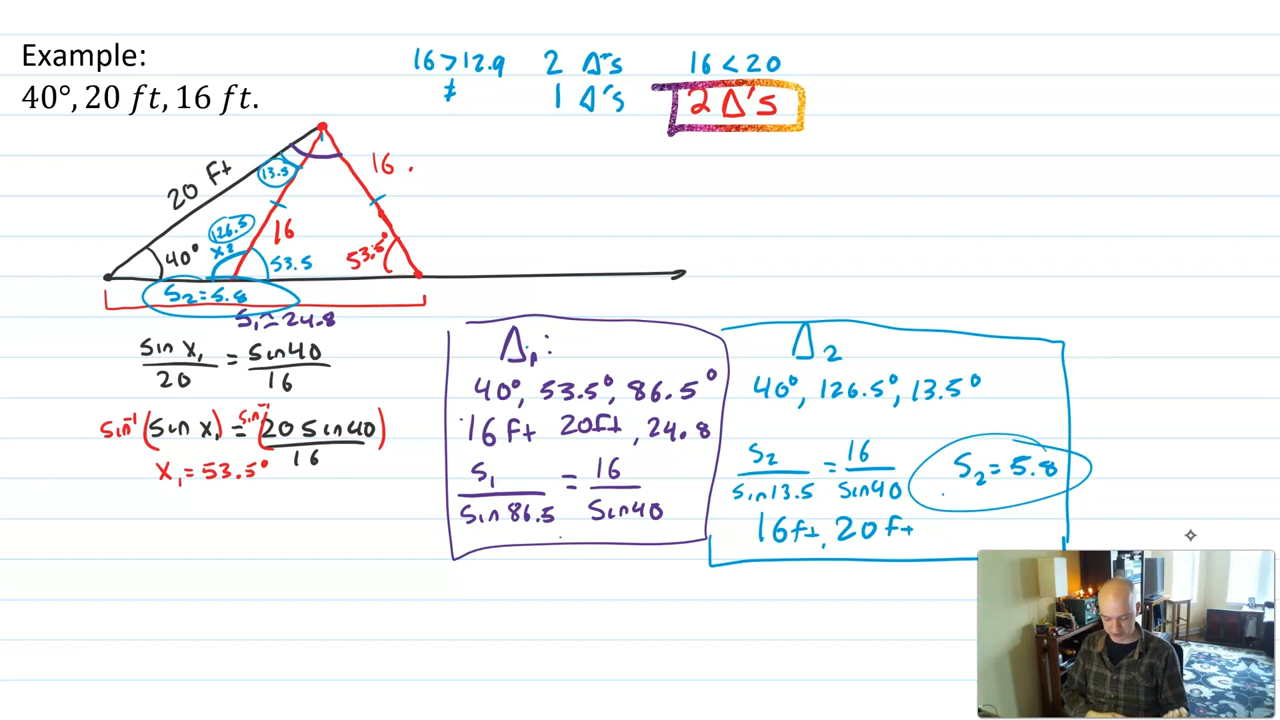 Example:
40°, 20 ft, 16 ft.
16 > 12.9 2 Δ's 16 < 20
≠ 1 Δ's 2 Δ's
20 Ft
13.5
16
126.5
16
x₂
40°
53.5
53.5°
S₂ = 5.8
S₁ ≈ 24.8
sin x₁ / 20 = sin 40 / 16
sin⁻¹(sin x₁) = sin⁻¹(20 sin 40 / 16)
x₁ = 53.5°
Δ₁:
40°, 53.5°, 86.5°
16 Ft 20 ft, 24.8
S₁ / sin 86.5 = 16 / sin 40
Δ₂
40°, 126.5°, 13.5°
S₂ / sin 13.5 = 16 / sin 40
S₂ = 5.8
16 ft, 20 ft